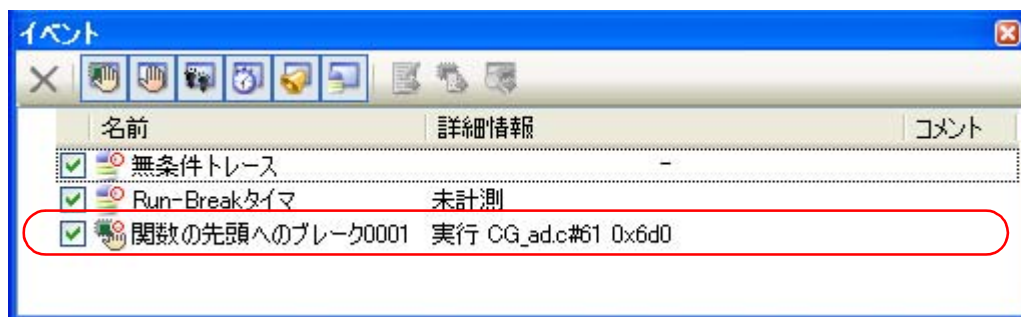 イベント
名前 詳細情報 コメント
無条件トレース -
Run-Breakタイマ 未計測
関数の先頭へのブレーク0001 実行 CG_ad.c#61 0x6d0